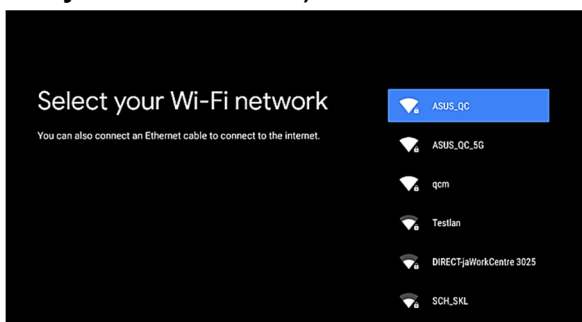 Select your Wi-Fi network
You can also connect an Ethernet cable to connect to the internet.
ASUS_QC
ASUS_QC_5G
qcm
Testlan
DIRECT-jaWorkCentre 3025
SCH_SKL